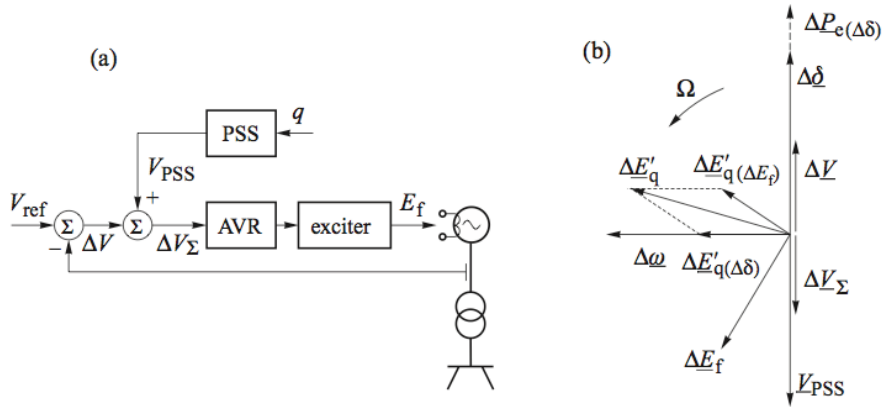 (a)
PSS
q
V_PSS
V_ref
Σ
−
ΔV
+
Σ
ΔV_Σ
AVR
exciter
E_f
(b)
ΔP_e(Δδ)
Δδ
Ω
ΔE′_q
ΔE′_q(ΔE_f)
ΔV
Δω
ΔE′_q(Δδ)
ΔV_Σ
ΔE_f
V_PSS